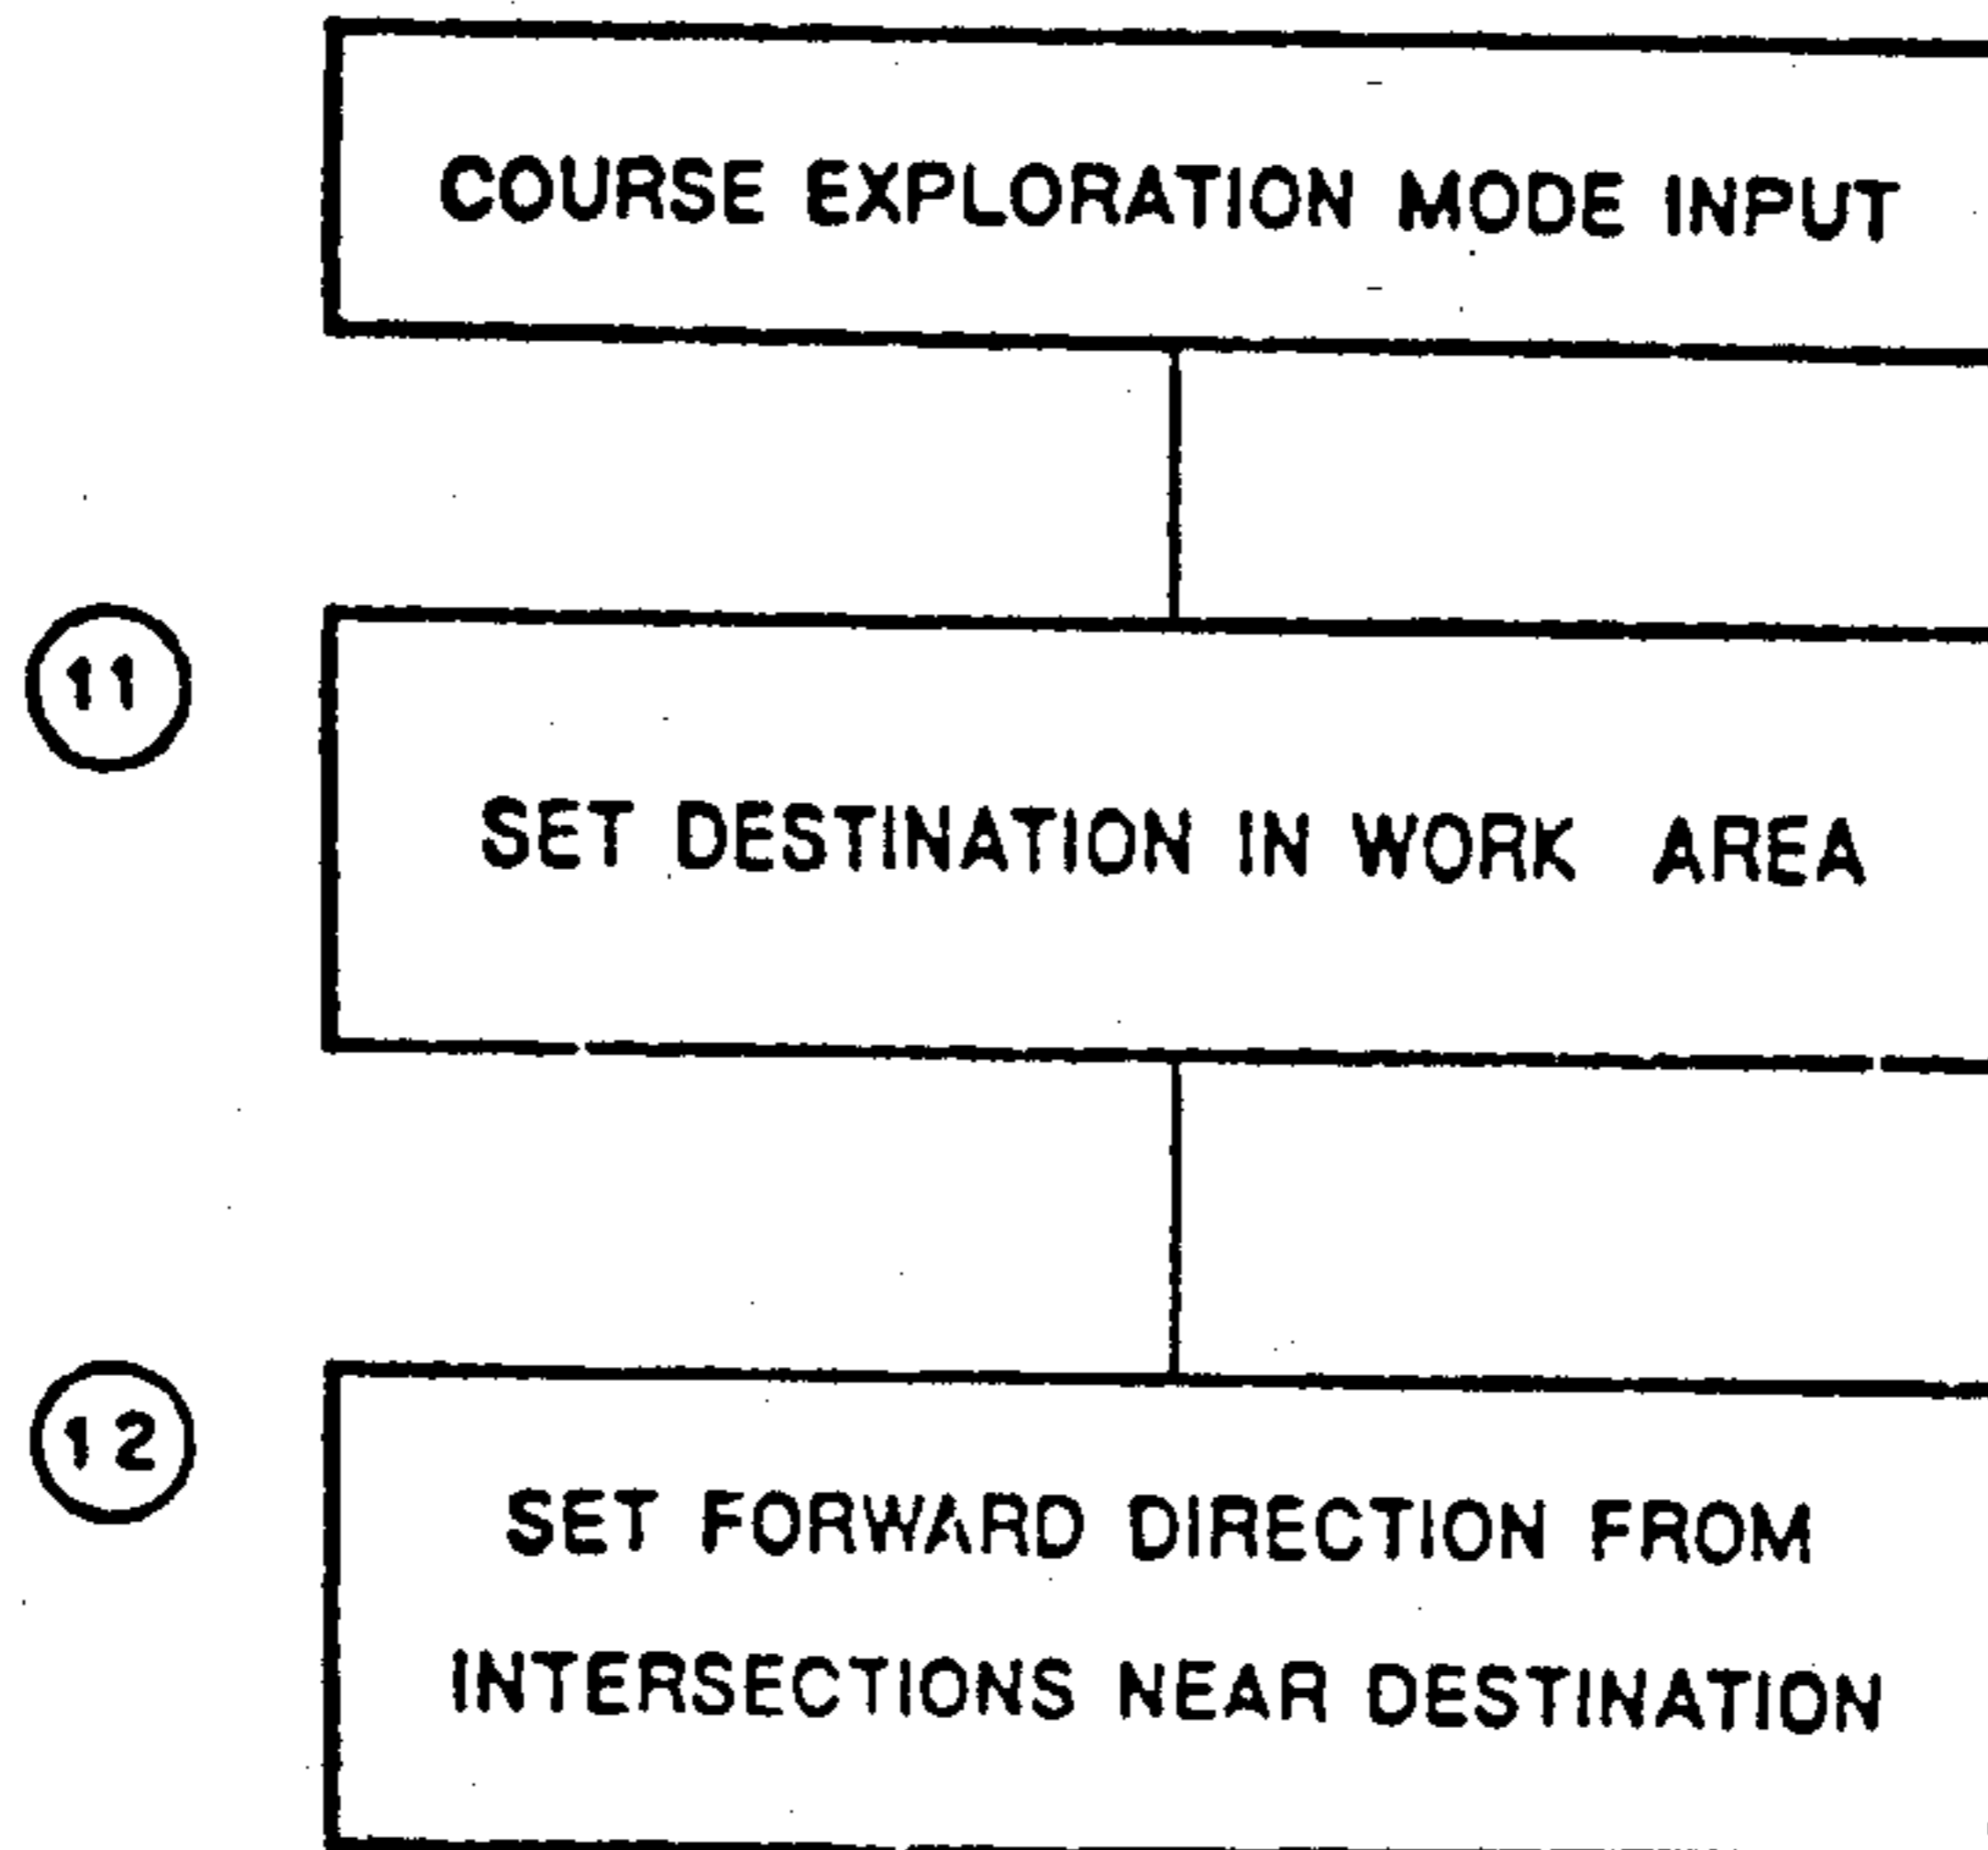 COURSE EXPLORATION MODE INPUT
11
SET DESTINATION IN WORK AREA
12
SET FORWARD DIRECTION FROM
INTERSECTIONS NEAR DESTINATION